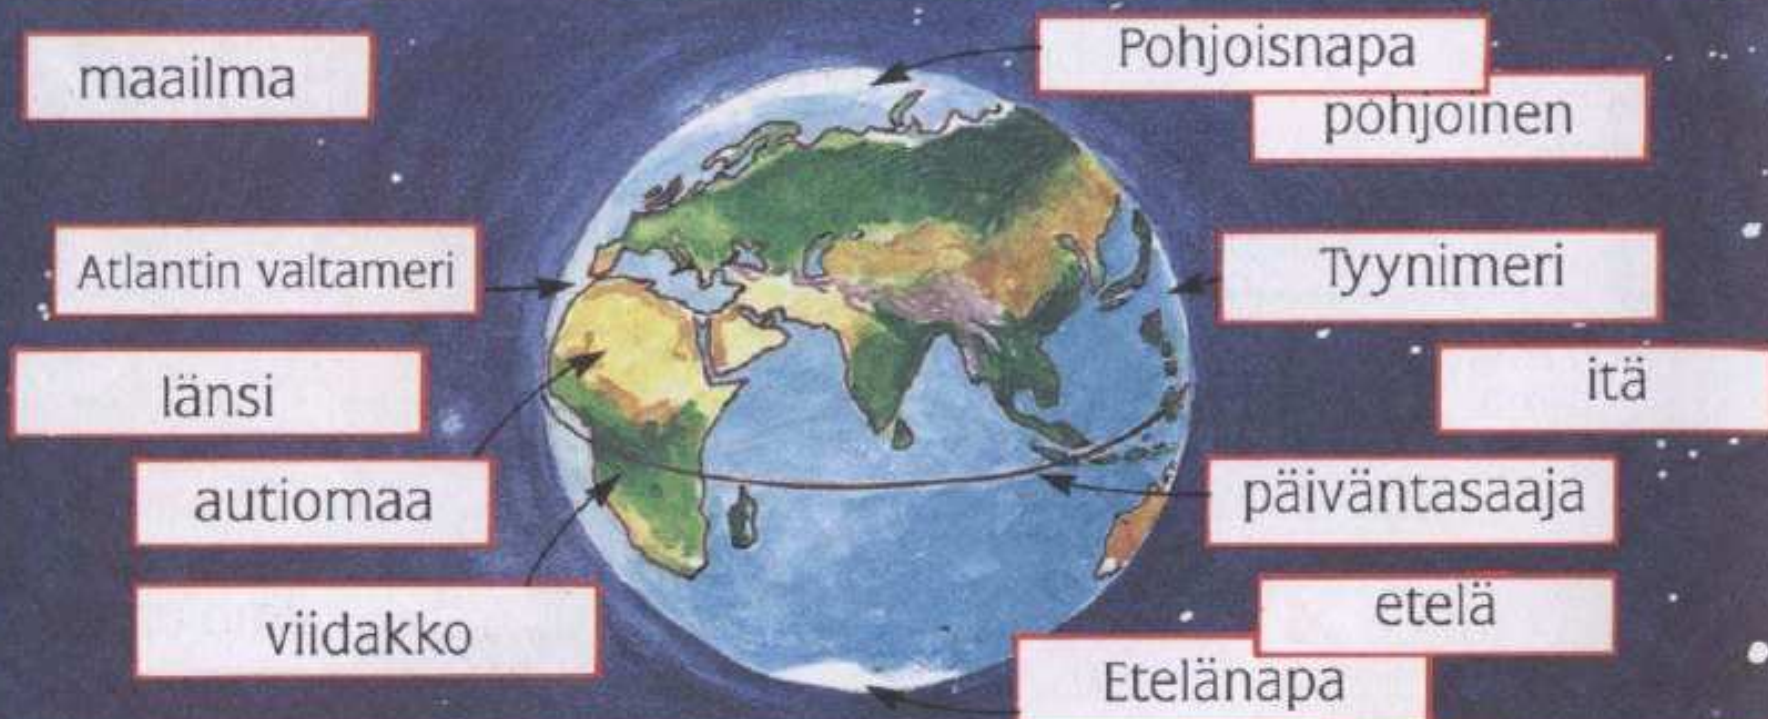 maailma
Pohjoisnapa
pohjoinen
Atlantin valtameri
Tyynimeri
länsi
itä
autiomaa
päiväntasaaja
viidakko
etelä
Etelänapa